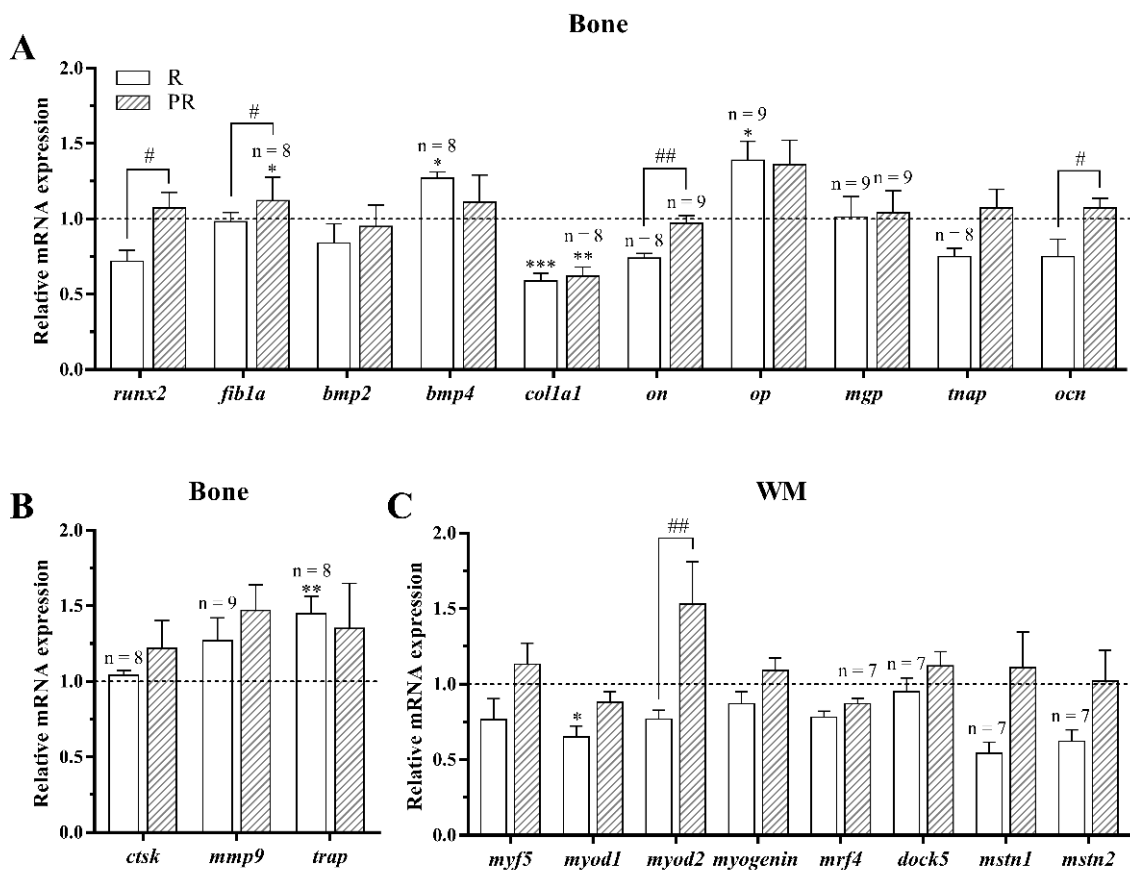 Bone
A
R
PR
Relative mRNA expression
2.0
1.5
1.0
0.5
0.0
#
#
n = 8
*
n = 8
*
***
n = 8
**
##
n = 8
n = 9
n = 9
*
n = 9
n = 9
n = 8
#
runx2 fib1a bmp2 bmp4 col1a1 on op mgp tnap ocn
B
Bone
Relative mRNA expression
2.0
1.5
1.0
0.5
0.0
n = 8
n = 9
n = 8
**
ctsk mmp9 trap
C
WM
Relative mRNA expression
2.0
1.5
1.0
0.5
0.0
*
##
n = 7
n = 7
n = 7
n = 7
myf5 myod1 myod2 myogenin mrf4 dock5 mstn1 mstn2